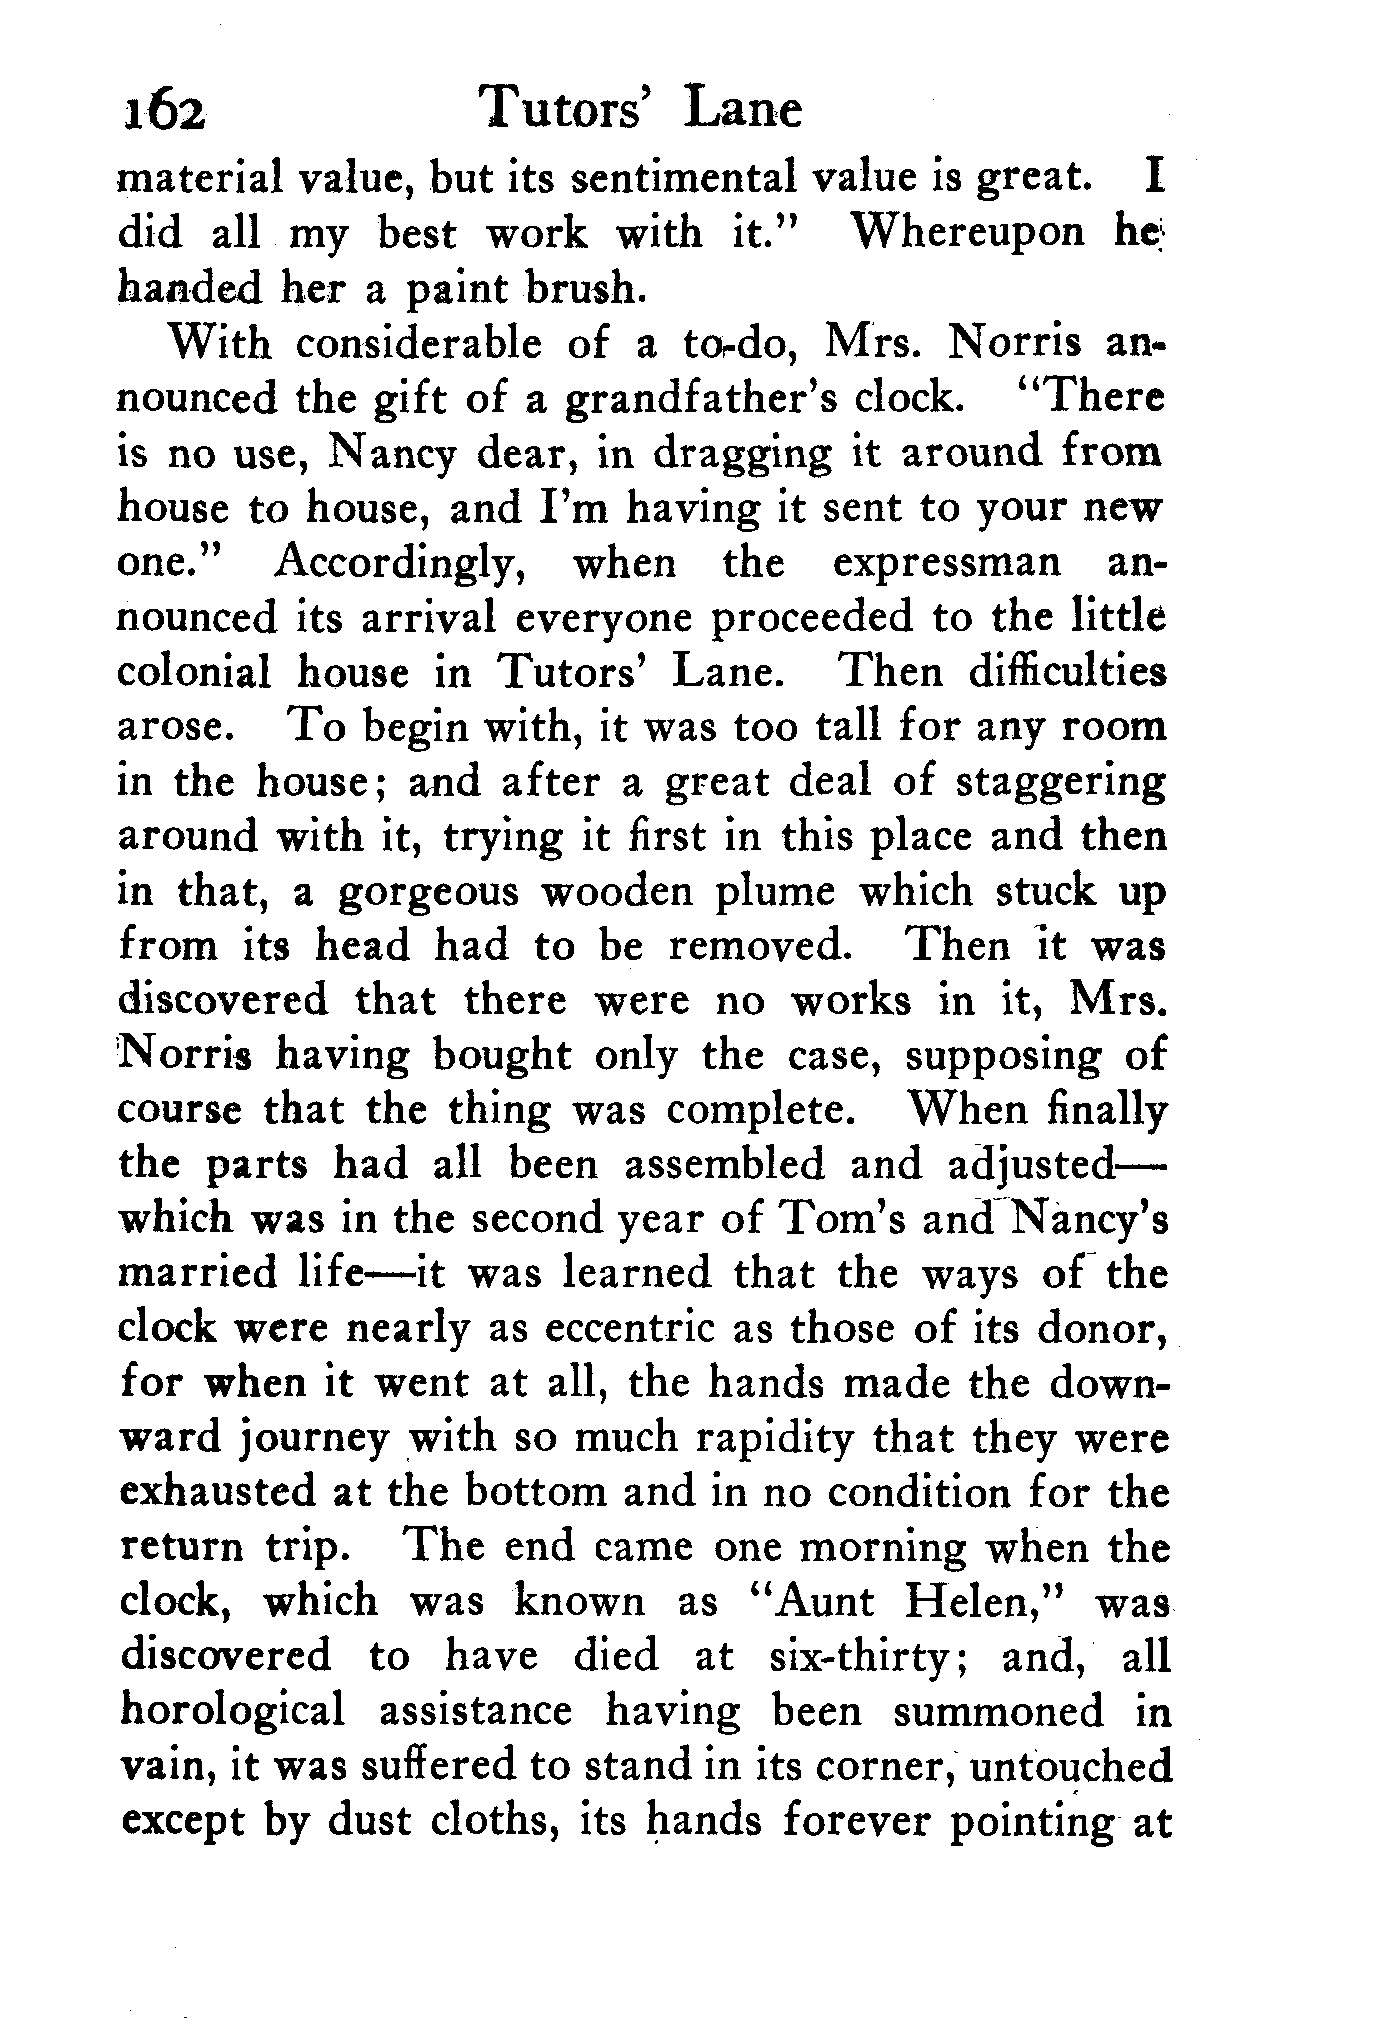 162 Tutors’ Lane
material value, but its sentimental value is great. I
did all my best work with it.” Whereupon he
handed her a paint brush.
With considerable of a to-do, Mrs. Norris an-
nounced the gift of a grandfather’s clock. “There
is no use, Nancy dear, in dragging it around from
house to house, and I’m having it sent to your new
one.” Accordingly, when the expressman an-
nounced its arrival everyone proceeded to the little
colonial house in Tutors’ Lane. Then difficulties
arose. To begin with, it was too tall for any room
in the house; and after a great deal of staggering
around with it, trying it first in this place and then
in that, a gorgeous wooden plume which stuck up
from its head had to be removed. Then it was
discovered that there were no works in it, Mrs.
Norris having bought only the case, supposing of
course that the thing was complete. When finally
the parts had all been assembled and adjusted—
which was in the second year of Tom’s and Nancy’s
married life—it was learned that the ways of the
clock were nearly as eccentric as those of its donor,
for when it went at all, the hands made the down-
ward journey with so much rapidity that they were
exhausted at the bottom and in no condition for the
return trip. The end came one morning when the
clock, which was known as “Aunt Helen,” was
discovered to have died at six-thirty; and, all
horological assistance having been summoned in
vain, it was suffered to stand in its corner, untouched
except by dust cloths, its hands forever pointing at